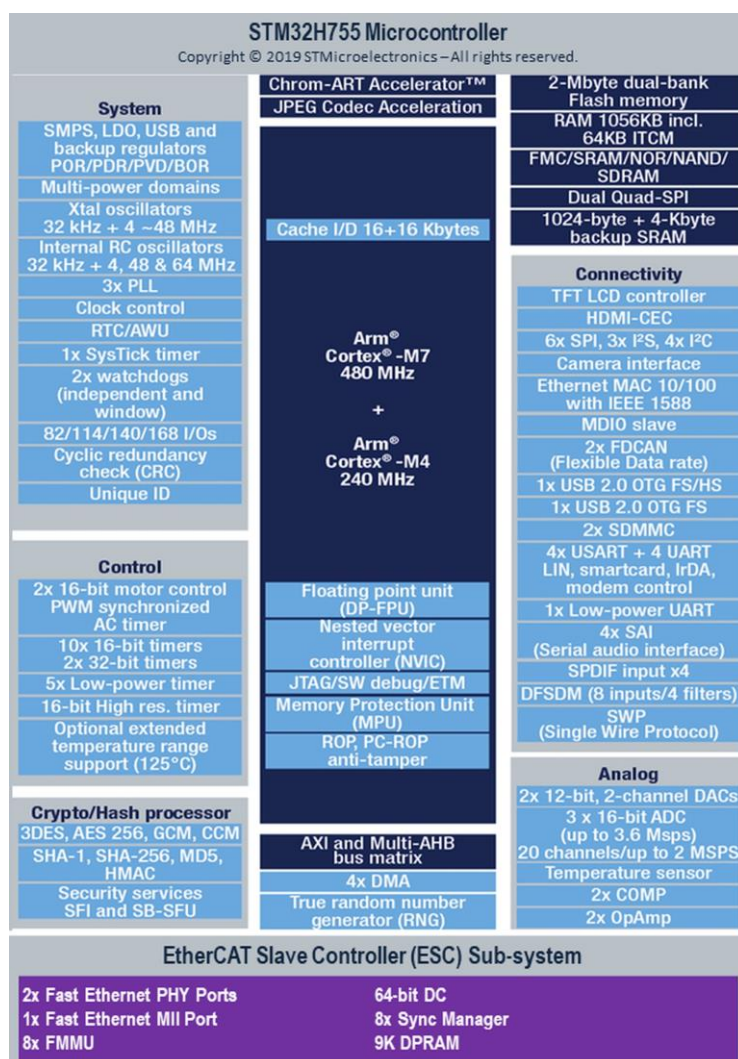 STM32H755 Microcontroller
Copyright © 2019 STMicroelectronics – All rights reserved.
System
SMPS, LDO, USB and
backup regulators
POR/PDR/PVD/BOR
Multi-power domains
Xtal oscillators
32 kHz + 4 ~48 MHz
Internal RC oscillators
32 kHz + 4, 48 & 64 MHz
3x PLL
Clock control
RTC/AWU
1x SysTick timer
2x watchdogs
(independent and
window)
82/114/140/168 I/Os
Cyclic redundancy
check (CRC)
Unique ID
Control
2x 16-bit motor control
PWM synchronized
AC timer
10x 16-bit timers
2x 32-bit timers
5x Low-power timer
16-bit High res. timer
Optional extended
temperature range
support (125°C)
Crypto/Hash processor
3DES, AES 256, GCM, CCM
SHA-1, SHA-256, MD5,
HMAC
Security services
SFI and SB-SFU
Chrom-ART Accelerator™
JPEG Codec Acceleration
Cache I/D 16+16 Kbytes
Arm®
Cortex® -M7
480 MHz
+
Arm®
Cortex® -M4
240 MHz
Floating point unit
(DP-FPU)
Nested vector
interrupt
controller (NVIC)
JTAG/SW debug/ETM
Memory Protection Unit
(MPU)
ROP, PC-ROP
anti-tamper
AXI and Multi-AHB
bus matrix
4x DMA
True random number
generator (RNG)
2-Mbyte dual-bank
Flash memory
RAM 1056KB incl.
64KB ITCM
FMC/SRAM/NOR/NAND/
SDRAM
Dual Quad-SPI
1024-byte + 4-Kbyte
backup SRAM
Connectivity
TFT LCD controller
HDMI-CEC
6x SPI, 3x I²S, 4x I²C
Camera interface
Ethernet MAC 10/100
with IEEE 1588
MDIO slave
2x FDCAN
(Flexible Data rate)
1x USB 2.0 OTG FS/HS
1x USB 2.0 OTG FS
2x SDMMC
4x USART + 4 UART
LIN, smartcard, IrDA,
modem control
1x Low-power UART
4x SAI
(Serial audio interface)
SPDIF input x4
DFSDM (8 inputs/4 filters)
SWP
(Single Wire Protocol)
Analog
2x 12-bit, 2-channel DACs
3 x 16-bit ADC
(up to 3.6 Msps)
20 channels/up to 2 MSPS
Temperature sensor
2x COMP
2x OpAmp
EtherCAT Slave Controller (ESC) Sub-system
2x Fast Ethernet PHY Ports
1x Fast Ethernet MII Port
8x FMMU
64-bit DC
8x Sync Manager
9K DPRAM